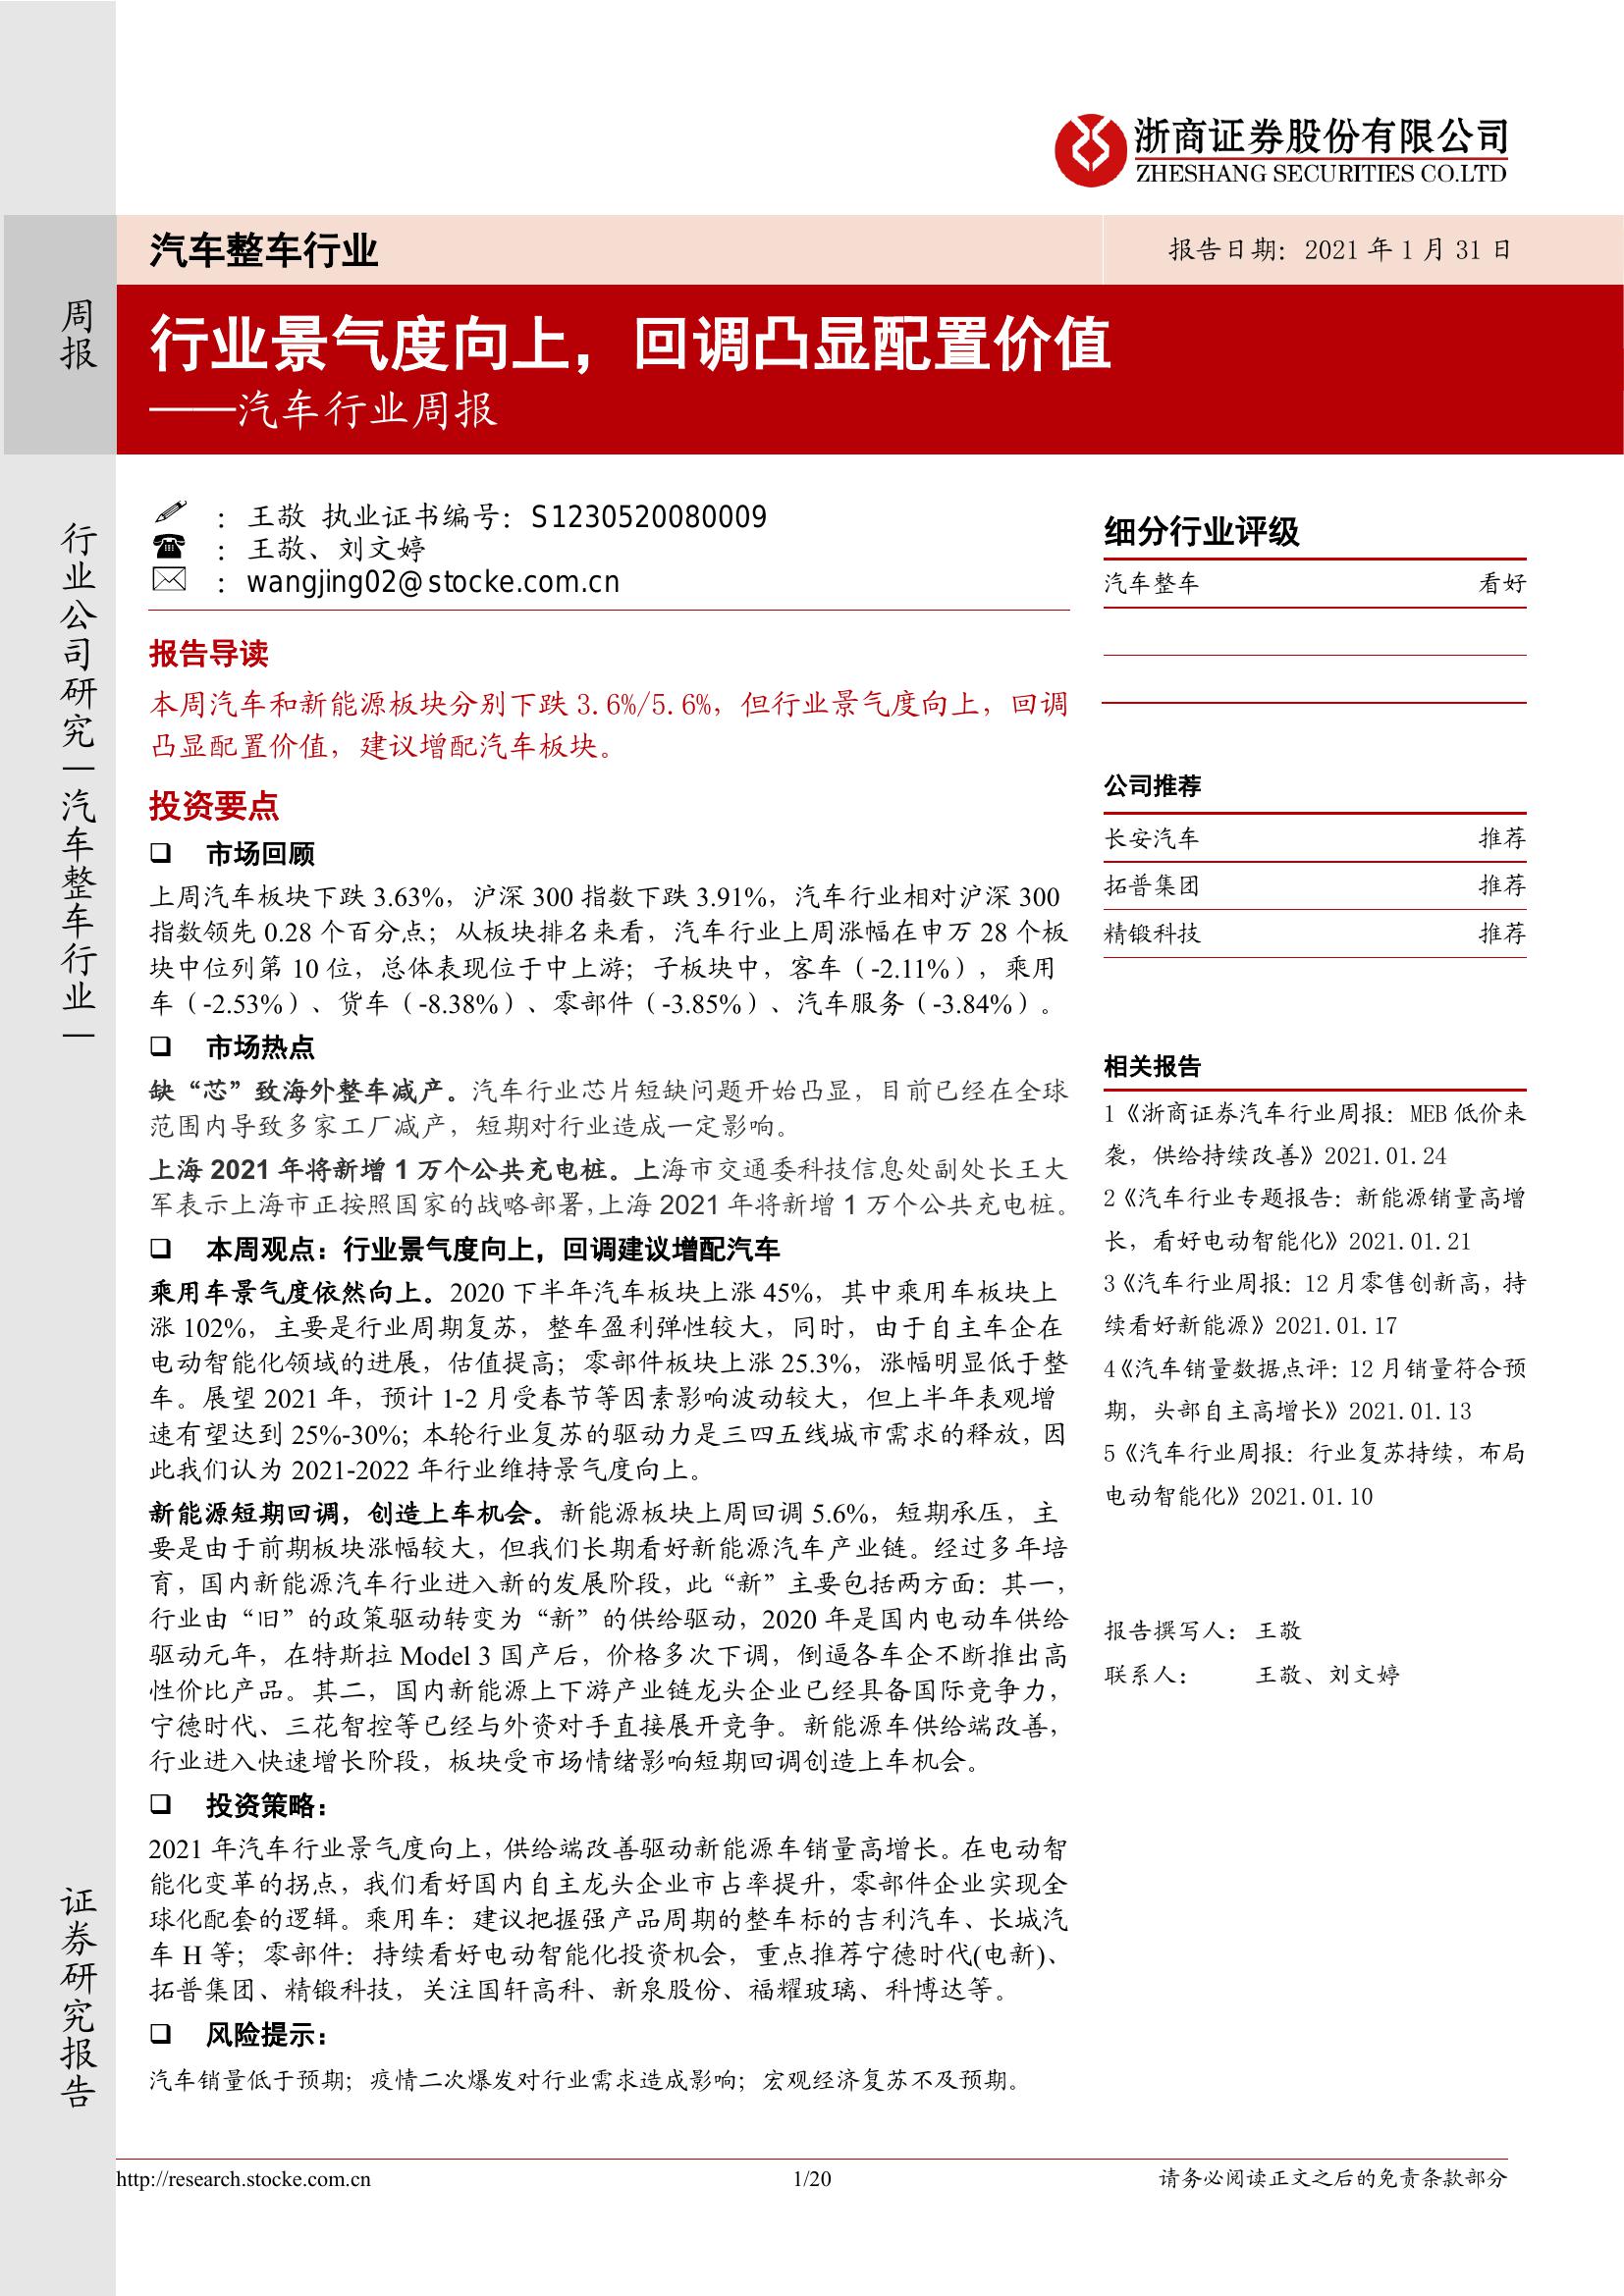 浙商证券股份有限公司
ZHESHANG SECURITIES CO.LTD
汽车整车行业
报告日期：2021 年 1 月 31 日
周报
行业景气度向上，回调凸显配置价值
——汽车行业周报
行业公司研究|汽车整车行业|
证券研究报告
：王敬 执业证书编号：S1230520080009
：王敬、刘文婷
：wangjing02@stocke.com.cn
报告导读
本周汽车和新能源板块分别下跌 3.6%/5.6%，但行业景气度向上，回调
凸显配置价值，建议增配汽车板块。
投资要点
❑ 市场回顾
上周汽车板块下跌 3.63%，沪深 300 指数下跌 3.91%，汽车行业相对沪深 300
指数领先 0.28 个百分点；从板块排名来看，汽车行业上周涨幅在申万 28 个板
块中位列第 10 位，总体表现位于中上游；子板块中，客车（-2.11%），乘用
车（-2.53%）、货车（-8.38%）、零部件（-3.85%）、汽车服务（-3.84%）。
❑ 市场热点
缺“芯”致海外整车减产。汽车行业芯片短缺问题开始凸显，目前已经在全球
范围内导致多家工厂减产，短期对行业造成一定影响。
上海 2021 年将新增 1 万个公共充电桩。上海市交通委科技信息处副处长王大
军表示上海市正按照国家的战略部署，上海 2021 年将新增 1 万个公共充电桩。
❑ 本周观点：行业景气度向上，回调建议增配汽车
乘用车景气度依然向上。2020 下半年汽车板块上涨 45%，其中乘用车板块上
涨 102%，主要是行业周期复苏，整车盈利弹性较大，同时，由于自主车企在
电动智能化领域的进展，估值提高；零部件板块上涨 25.3%，涨幅明显低于整
车。展望 2021 年，预计 1-2 月受春节等因素影响波动较大，但上半年表观增
速有望达到 25%-30%；本轮行业复苏的驱动力是三四五线城市需求的释放，因
此我们认为 2021-2022 年行业维持景气度向上。
新能源短期回调，创造上车机会。新能源板块上周回调 5.6%，短期承压，主
要是由于前期板块涨幅较大，但我们长期看好新能源汽车产业链。经过多年培
育，国内新能源汽车行业进入新的发展阶段，此“新”主要包括两方面：其一，
行业由“旧”的政策驱动转变为“新”的供给驱动，2020 年是国内电动车供给
驱动元年，在特斯拉 Model 3 国产后，价格多次下调，倒逼各车企不断推出高
性价比产品。其二，国内新能源上下游产业链龙头企业已经具备国际竞争力，
宁德时代、三花智控等已经与外资对手直接展开竞争。新能源车供给端改善，
行业进入快速增长阶段，板块受市场情绪影响短期回调创造上车机会。
❑ 投资策略：
2021 年汽车行业景气度向上，供给端改善驱动新能源车销量高增长。在电动智
能化变革的拐点，我们看好国内自主龙头企业市占率提升，零部件企业实现全
球化配套的逻辑。乘用车：建议把握强产品周期的整车标的吉利汽车、长城汽
车 H 等；零部件：持续看好电动智能化投资机会，重点推荐宁德时代(电新)、
拓普集团、精锻科技，关注国轩高科、新泉股份、福耀玻璃、科博达等。
❑ 风险提示：
汽车销量低于预期；疫情二次爆发对行业需求造成影响；宏观经济复苏不及预期。
细分行业评级
汽车整车 看好
公司推荐
长安汽车 推荐
拓普集团 推荐
精锻科技 推荐
相关报告
1《浙商证券汽车行业周报：MEB 低价来
袭，供给持续改善》2021.01.24
2《汽车行业专题报告：新能源销量高增
长，看好电动智能化》2021.01.21
3《汽车行业周报：12 月零售创新高，持
续看好新能源》2021.01.17
4《汽车销量数据点评：12 月销量符合预
期，头部自主高增长》2021.01.13
5《汽车行业周报：行业复苏持续，布局
电动智能化》2021.01.10
报告撰写人：王敬
联系人： 王敬、刘文婷
http://research.stocke.com.cn
1/20
请务必阅读正文之后的免责条款部分